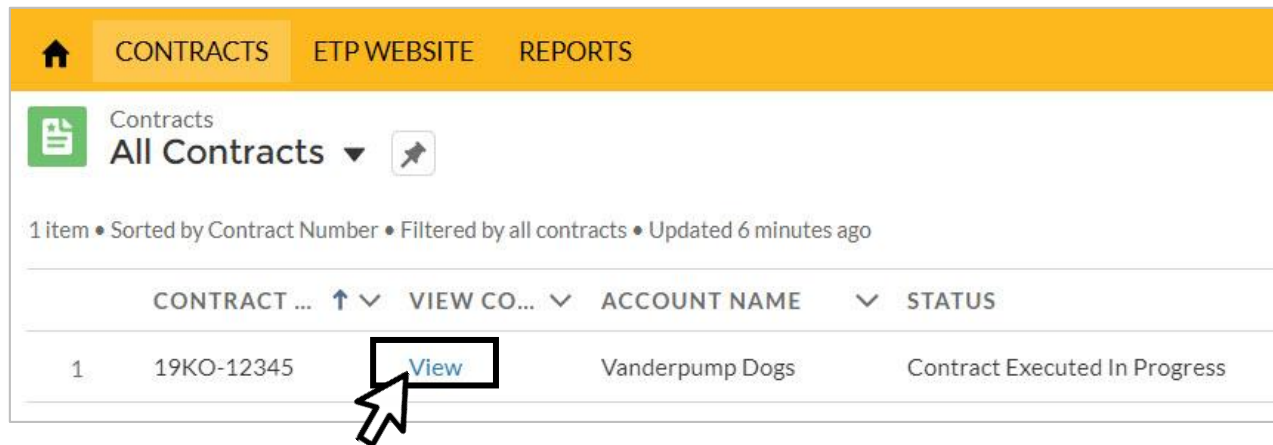 CONTRACTS ETP WEBSITE REPORTS
Contracts
All Contracts
1 item • Sorted by Contract Number • Filtered by all contracts • Updated 6 minutes ago
CONTRACT ... VIEW CO... ACCOUNT NAME STATUS
1 19KO-12345 View Vanderpump Dogs Contract Executed In Progress